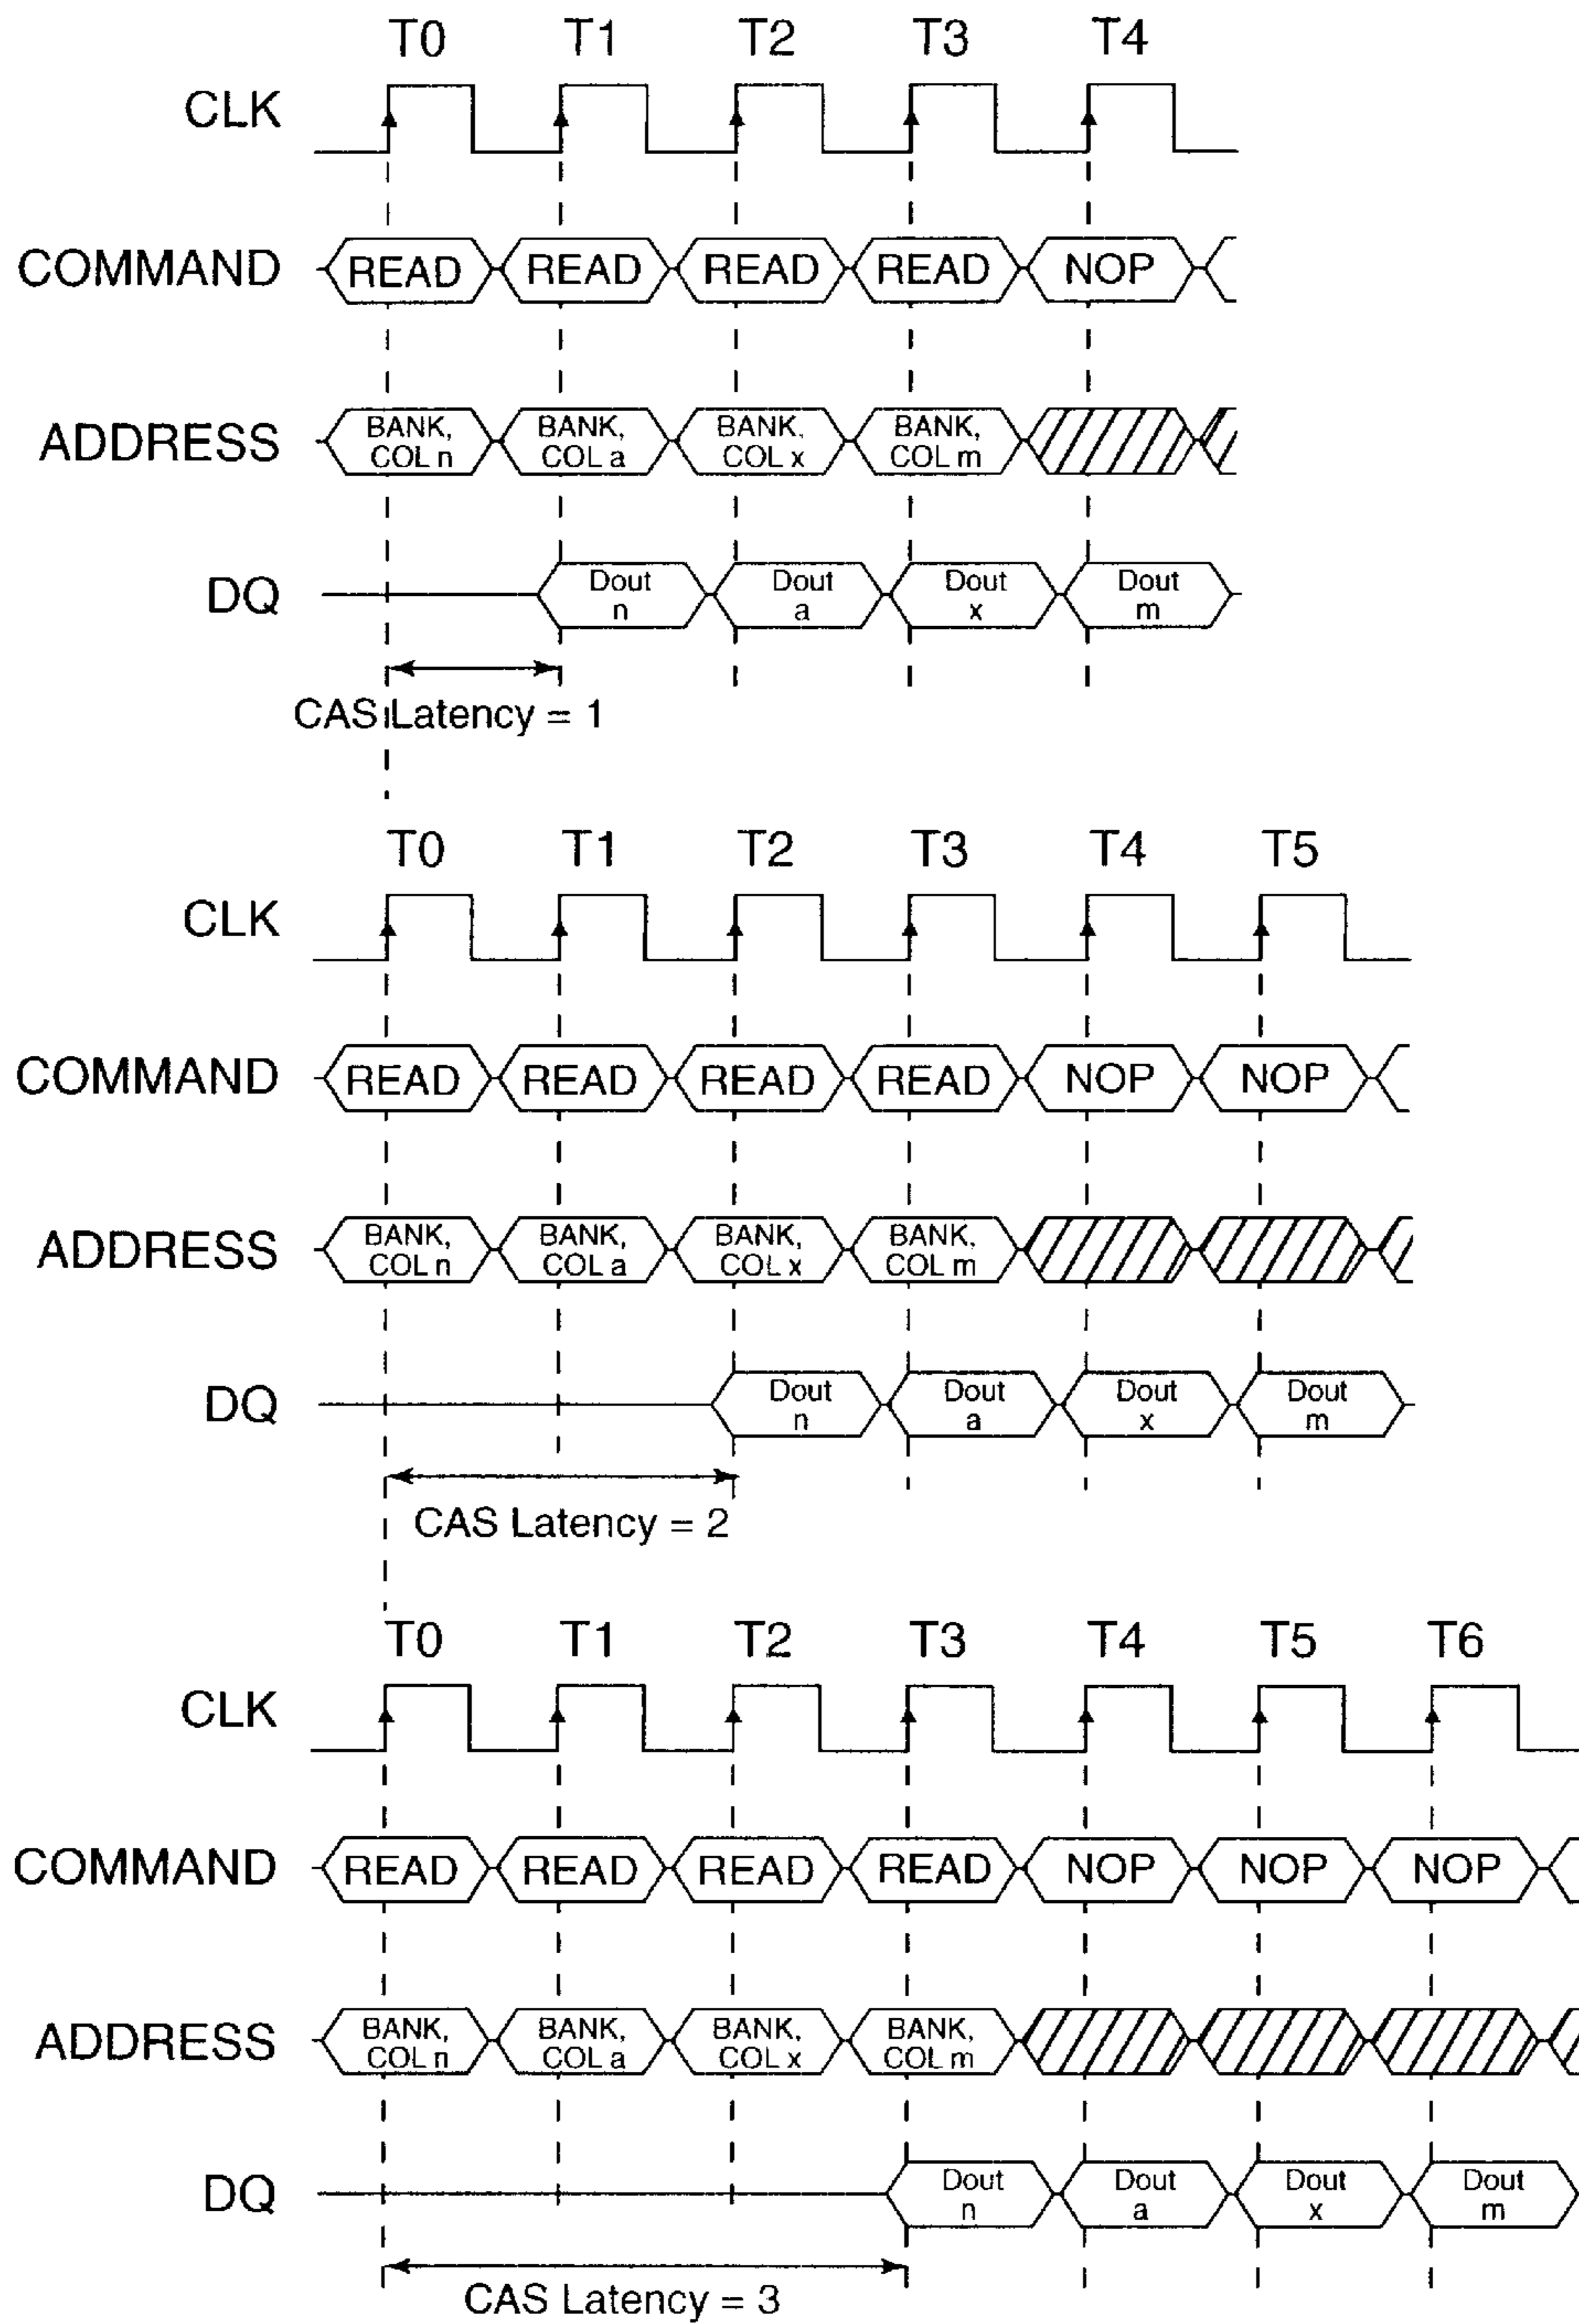 T0 T1 T2 T3 T4
CLK
COMMAND READ READ READ READ NOP
ADDRESS BANK, COL n BANK, COL a BANK, COL x BANK, COL m
DQ Dout n Dout a Dout x Dout m
CAS Latency = 1
T0 T1 T2 T3 T4 T5
CLK
COMMAND READ READ READ READ NOP NOP
ADDRESS BANK, COL n BANK, COL a BANK, COL x BANK, COL m
DQ Dout n Dout a Dout x Dout m
CAS Latency = 2
T0 T1 T2 T3 T4 T5 T6
CLK
COMMAND READ READ READ READ NOP NOP NOP
ADDRESS BANK, COL n BANK, COL a BANK, COL x BANK, COL m
DQ Dout n Dout a Dout x Dout m
CAS Latency = 3